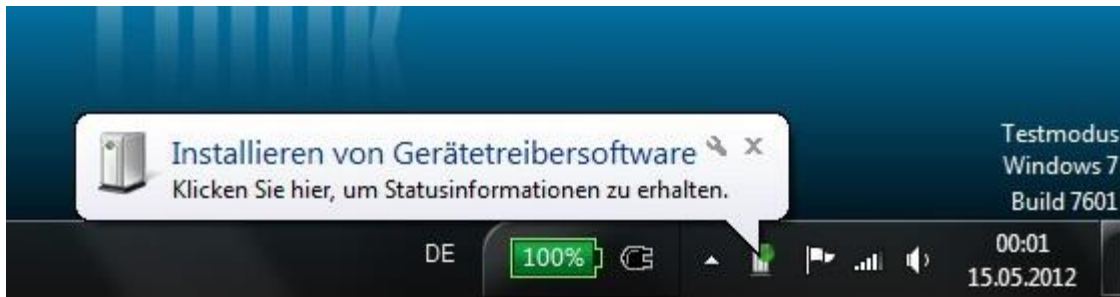 Installieren von Gerätetreibersoftware
Klicken Sie hier, um Statusinformationen zu erhalten.
Testmodus
Windows 7
Build 7601
DE
100%
00:01
15.05.2012